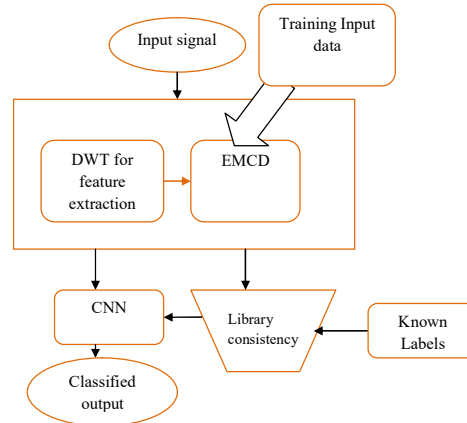 Input signal
Training Input
data
DWT for
feature
extraction
EMCD
CNN
Library
consistency
Known
Labels
Classified
output